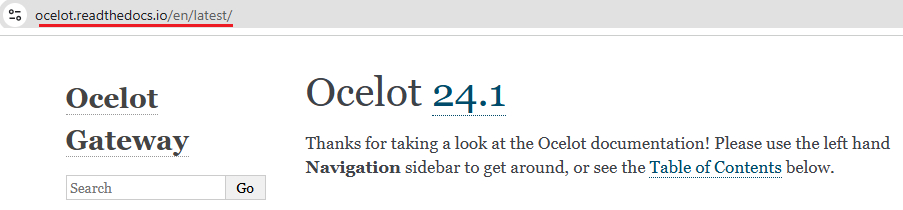 ocelot.readthedocs.io/en/latest/
Ocelot
Gateway
Search Go
Ocelot 24.1
Thanks for taking a look at the Ocelot documentation! Please use the left hand
Navigation sidebar to get around, or see the Table of Contents below.